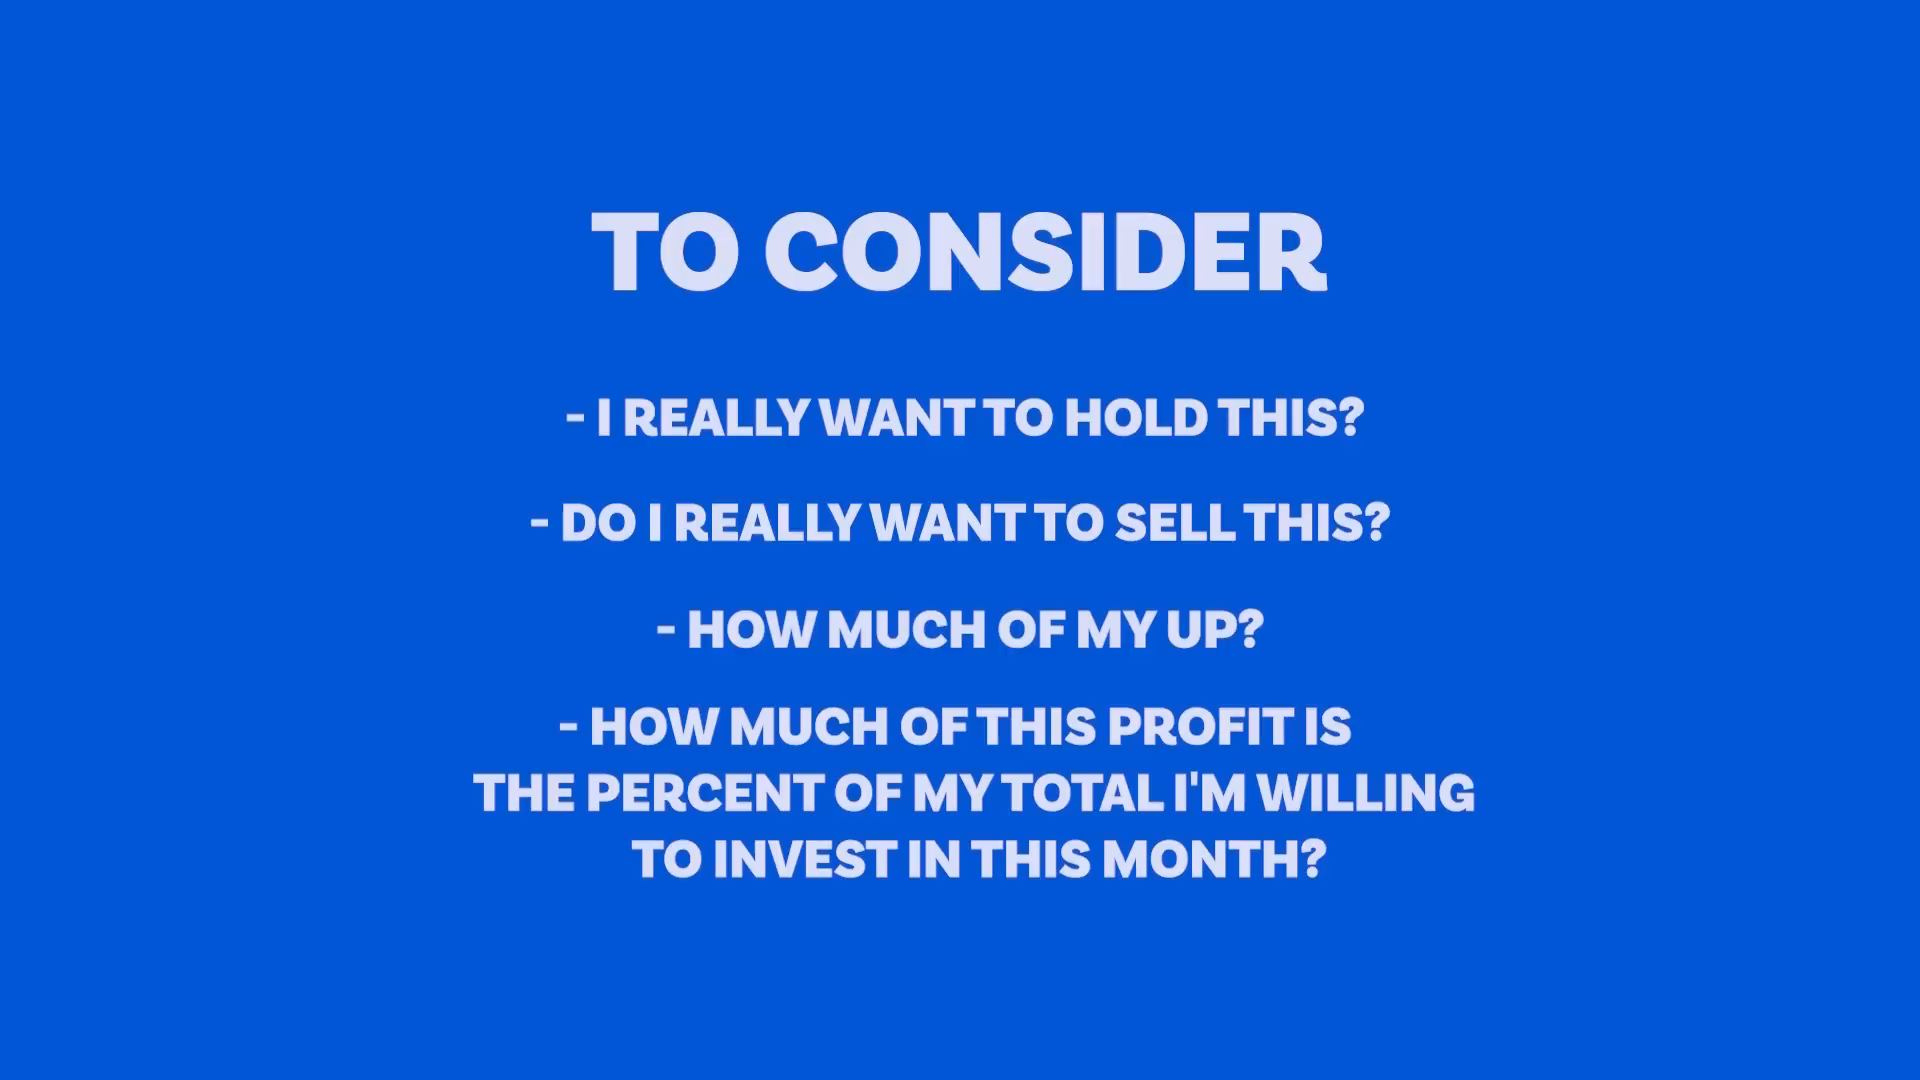 TO CONSIDER
- I REALLY WANT TO HOLD THIS?
- DO I REALLY WANT TO SELL THIS?
- HOW MUCH OF MY UP?
- HOW MUCH OF THIS PROFIT IS
THE PERCENT OF MY TOTAL I'M WILLING
TO INVEST IN THIS MONTH?